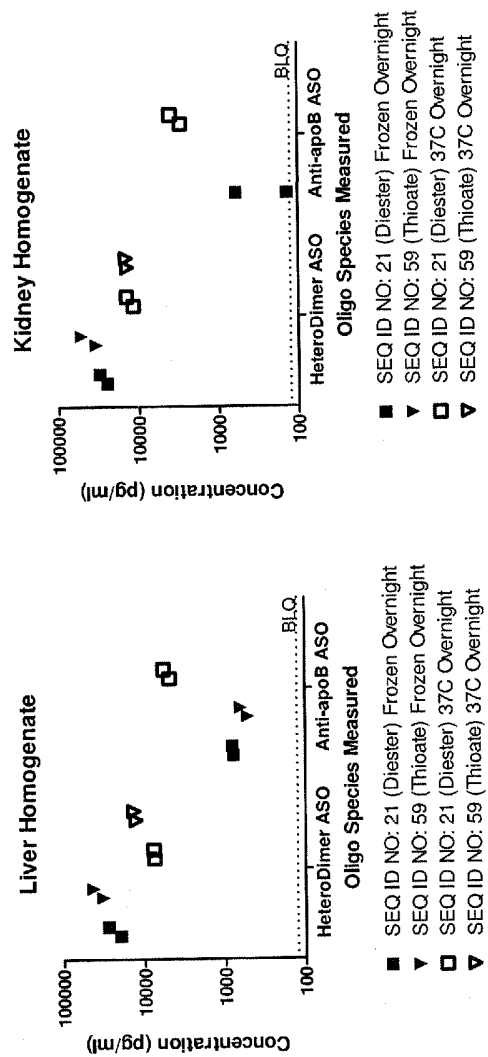 Liver Homogenate
100000
10000
1000
100
Concentration (pg/ml)
BLQ
HeteroDimer ASO
Anti-apoB ASO
Oligo Species Measured
SEQ ID NO: 21 (Diester) Frozen Overnight
SEQ ID NO: 59 (Thioate) Frozen Overnight
SEQ ID NO: 21 (Diester) 37C Overnight
SEQ ID NO: 59 (Thioate) 37C Overnight
Kidney Homogenate
100000
10000
1000
100
Concentration (pg/ml)
BLQ
HeteroDimer ASO
Anti-apoB ASO
Oligo Species Measured
SEQ ID NO: 21 (Diester) Frozen Overnight
SEQ ID NO: 59 (Thioate) Frozen Overnight
SEQ ID NO: 21 (Diester) 37C Overnight
SEQ ID NO: 59 (Thioate) 37C Overnight